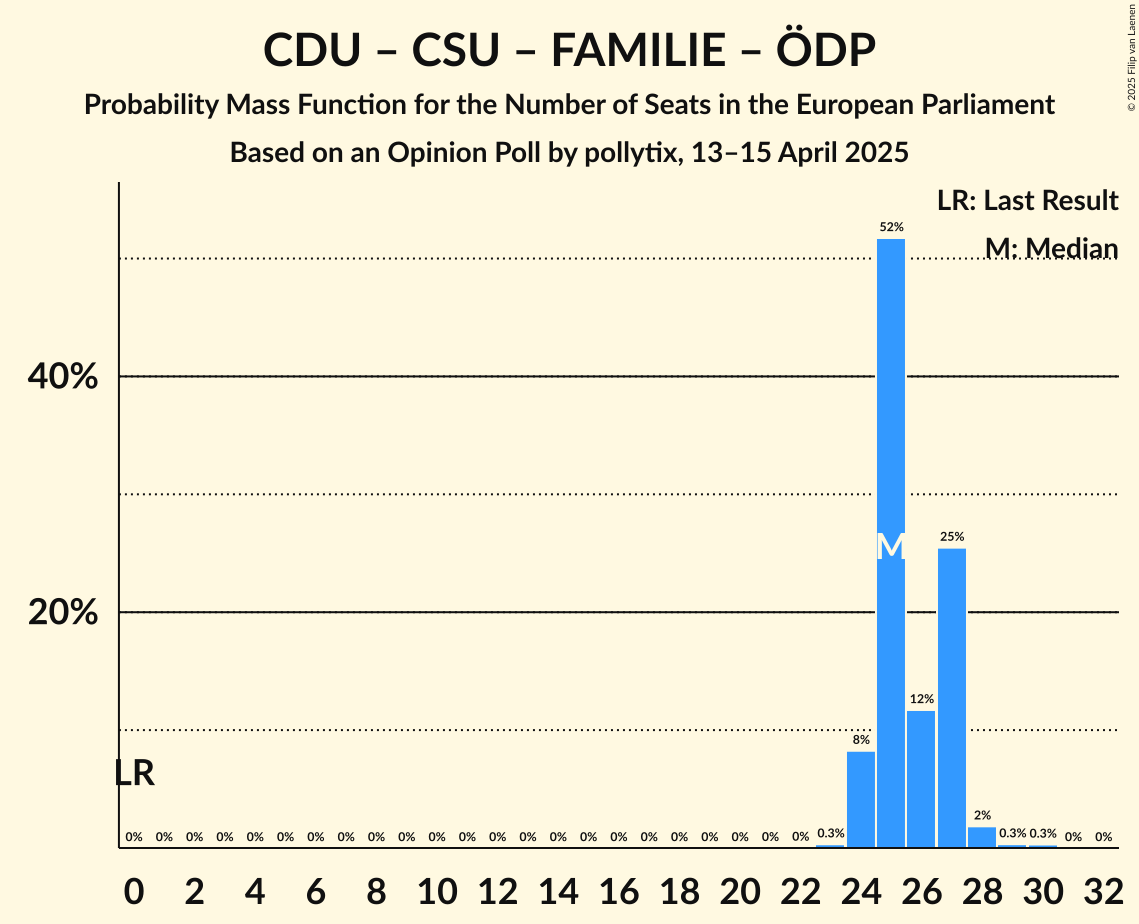 CDU – CSU – FAMILIE – ÖDP
Probability Mass Function for the Number of Seats in the European Parliament
Based on an Opinion Poll by pollytix, 13–15 April 2025
© 2025 Filip van Laenen
LR: Last Result
M: Median
52%
40%
M
25%
20%
12%
8%
LR
2%
0% 0% 0% 0% 0% 0% 0% 0% 0% 0% 0% 0% 0% 0% 0% 0% 0% 0% 0% 0% 0% 0% 0% 0.3% 0.3% 0.3% 0% 0%
0 2 4 6 8 10 12 14 16 18 20 22 24 26 28 30 32